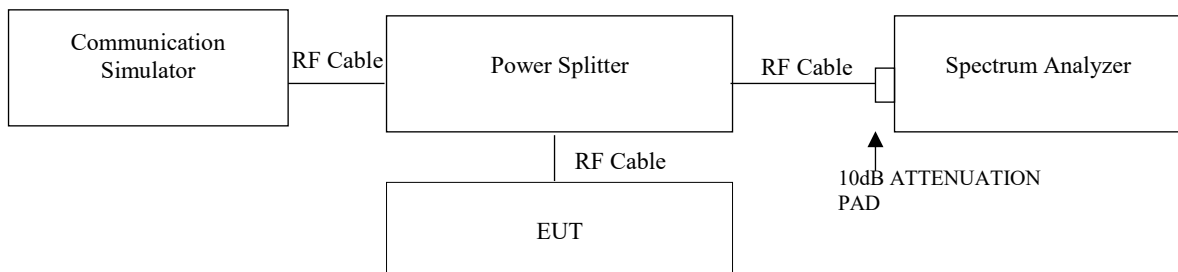 Communication
Simulator
RF Cable
Power Splitter
RF Cable
Spectrum Analyzer
RF Cable
10dB ATTENUATION
PAD
EUT